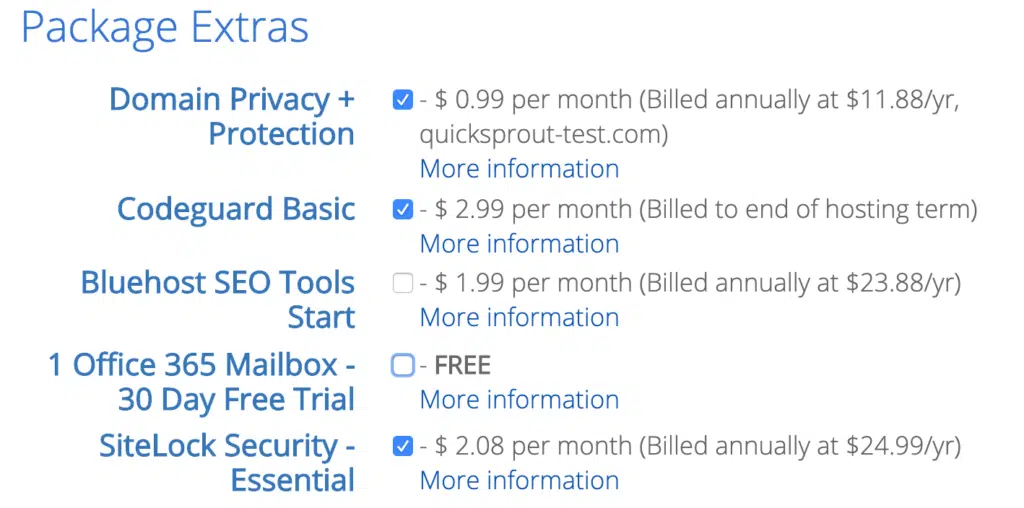 Package Extras
Domain Privacy +
Protection
- $ 0.99 per month (Billed annually at $11.88/yr,
quicksprout-test.com)
More information
Codeguard Basic
- $ 2.99 per month (Billed to end of hosting term)
More information
Bluehost SEO Tools
Start
- $ 1.99 per month (Billed annually at $23.88/yr)
More information
1 Office 365 Mailbox -
30 Day Free Trial
- FREE
More information
SiteLock Security -
Essential
- $ 2.08 per month (Billed annually at $24.99/yr)
More information